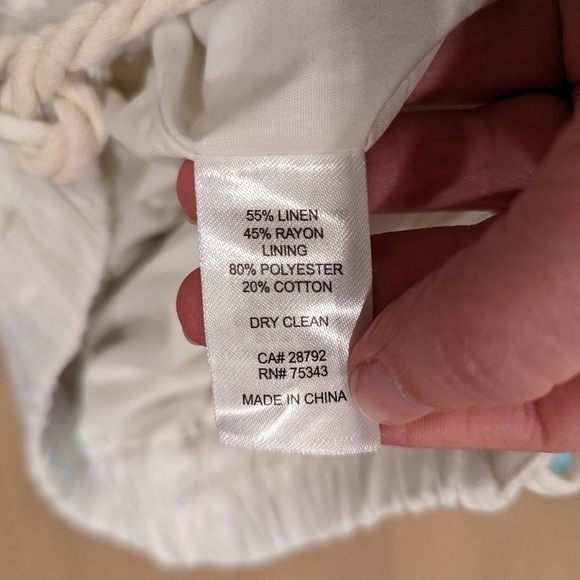 55% LINEN
45% RAYON
LINING
80% POLYESTER
20% COTTON
DRY CLEAN
CA# 28792
RN# 75343
MADE IN CHINA